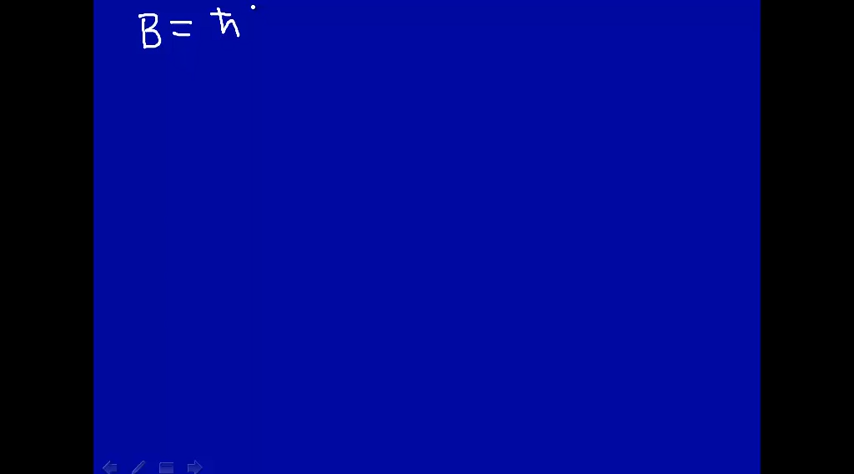 B = ħ